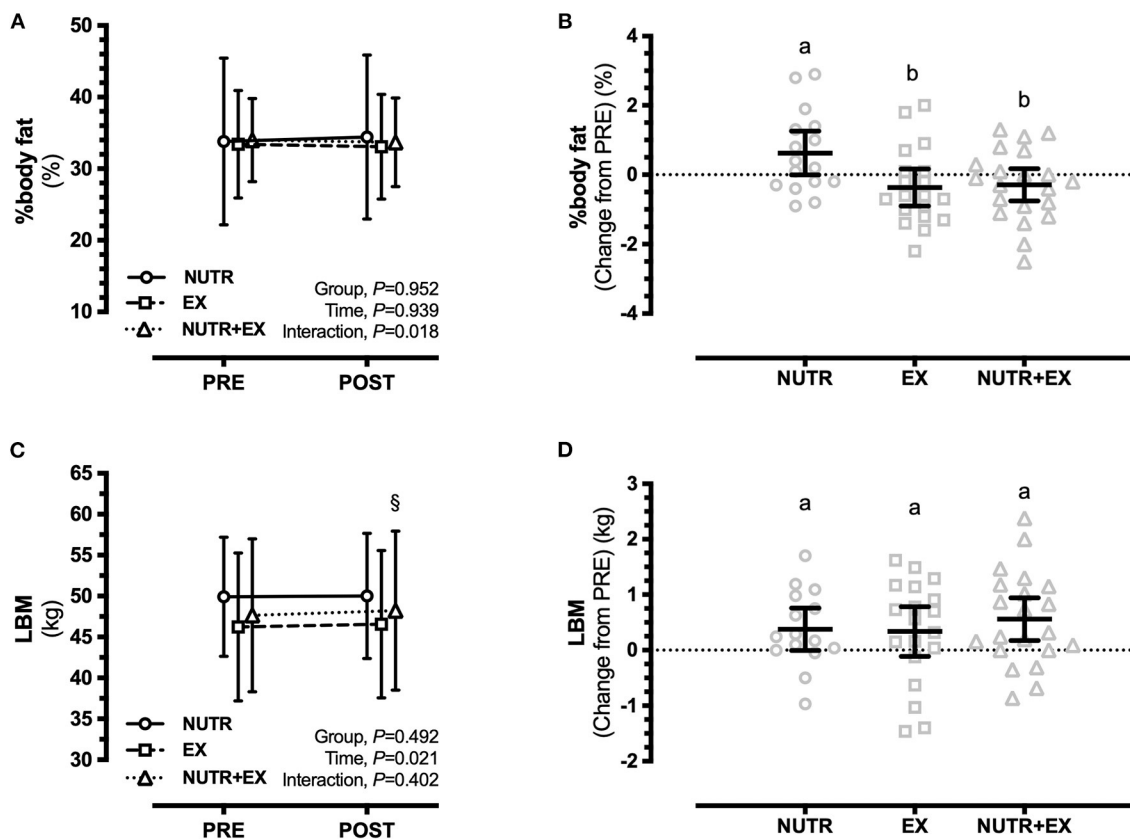 A
50
40
30
20
10
%body fat
(%)
NUTR
EX
NUTR+EX
Group, P=0.952
Time, P=0.939
Interaction, P=0.018
PRE
POST
B
4
2
0
-2
-4
%body fat
(Change from PRE) (%)
a
b
b
NUTR
EX
NUTR+EX
C
65
60
55
50
45
40
35
30
LBM
(kg)
§
NUTR
EX
NUTR+EX
Group, P=0.492
Time, P=0.021
Interaction, P=0.402
PRE
POST
D
3
2
1
0
-1
-2
LBM
(Change from PRE) (kg)
a
a
a
NUTR
EX
NUTR+EX